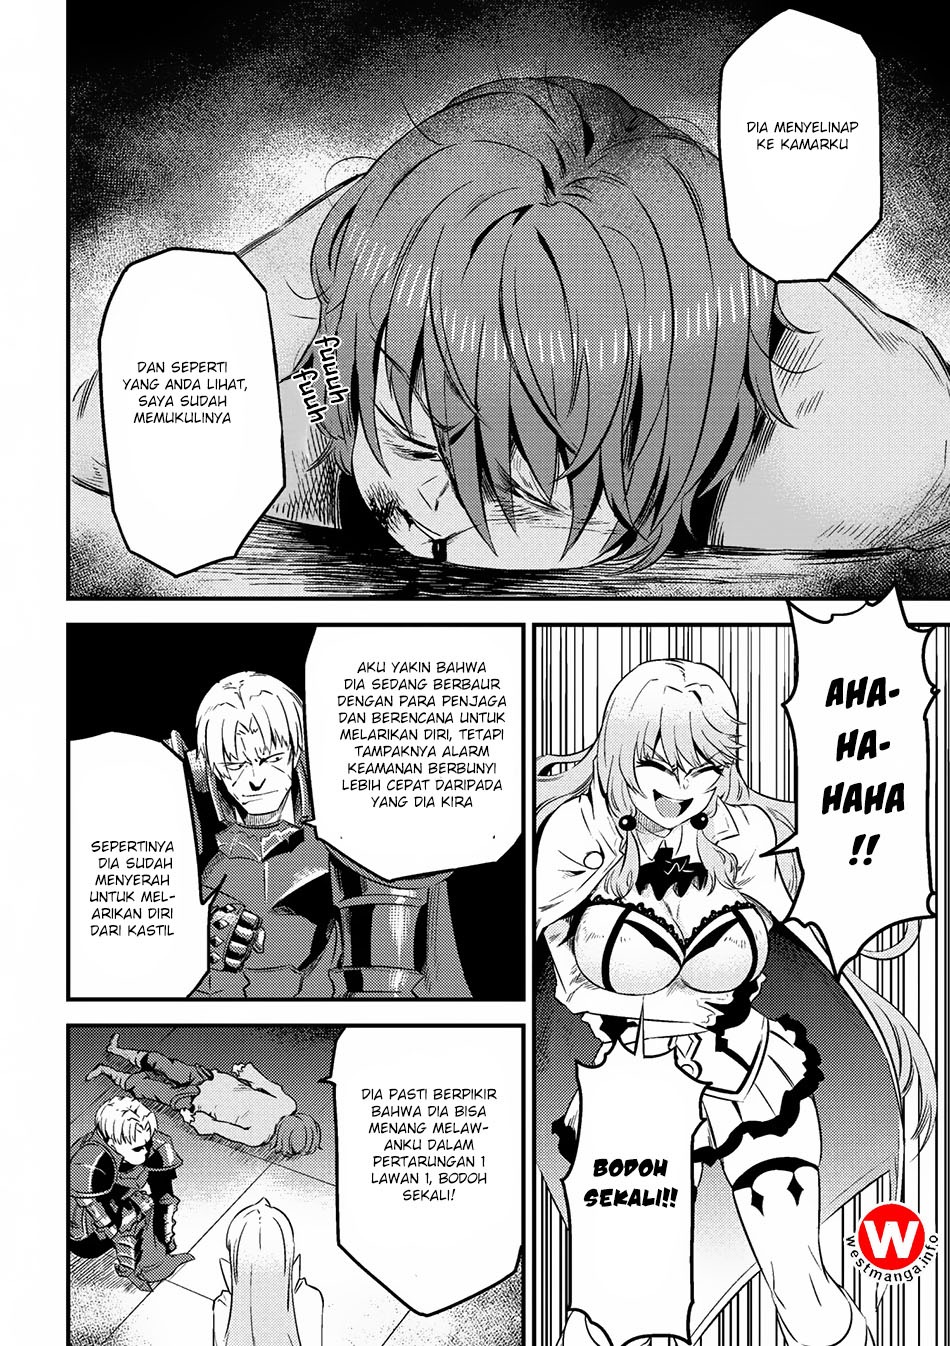 DIA MENYELINAP
KE KAMARKU
DAN SEPERTI
YANG ANDA LIHAT,
SAYA SUDAH
MEMUKULINYA
fuuuh
fuuh
AHA-
HA-
HAHA
!!
BODOH
SEKALI!!
AKU YAKIN BAHWA
DIA SEDANG BERBAUR
DENGAN PARA PENJAGA
DAN BERENCANA UNTUK
MELARIKAN DIRI, TETAPI
TAMPAKNYA ALARM
KEAMANAN BERBUNYI
LEBIH CEPAT DARIPADA
YANG DIA KIRA
SEPERTINYA
DIA SUDAH
MENYERAH
UNTUK MEL-
ARIKAN DIRI
DARI KASTIL
DIA PASTI BERPIKIR
BAHWA DIA BISA
MENANG MELAW-
ANKU DALAM
PERTARUNGAN 1
LAWAN 1, BODOH
SEKALI!
W
westmanga.info